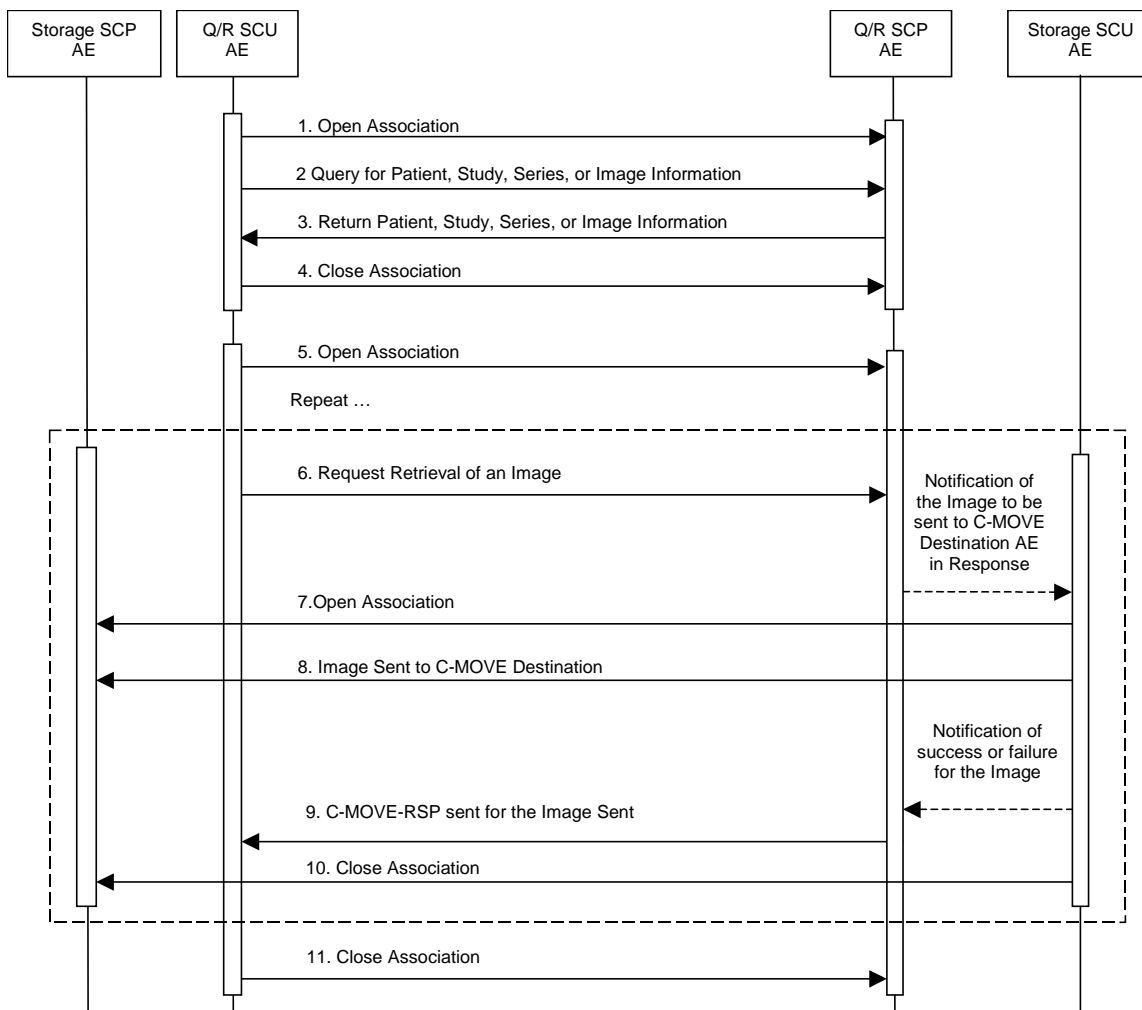 Storage SCP
AE
Q/R SCU
AE
Q/R SCP
AE
Storage SCU
AE
1. Open Association
2 Query for Patient, Study, Series, or Image Information
3. Return Patient, Study, Series, or Image Information
4. Close Association
5. Open Association
Repeat …
6. Request Retrieval of an Image
Notification of
the Image to be
sent to C-MOVE
Destination AE
in Response
7.Open Association
8. Image Sent to C-MOVE Destination
Notification of
success or failure
for the Image
9. C-MOVE-RSP sent for the Image Sent
10. Close Association
11. Close Association